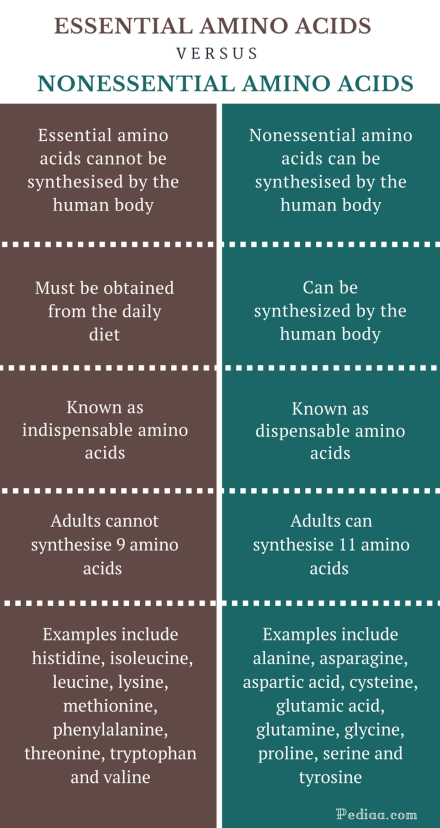 ESSENTIAL AMINO ACIDS
VERSUS
NONESSENTIAL AMINO ACIDS
Essential amino
acids cannot be
synthesised by the
human body
Nonessential amino
acids can be
synthesised by the
human body
Must be obtained
from the daily
diet
Can be
synthesized by the
human body
Known as
indispensable amino
acids
Known as
dispensable amino
acids
Adults cannot
synthesise 9 amino
acids
Adults can
synthesise 11 amino
acids
Examples include
histidine, isoleucine,
leucine, lysine,
methionine,
phenylalanine,
threonine, tryptophan
and valine
Examples include
alanine, asparagine,
aspartic acid, cysteine,
glutamic acid,
glutamine, glycine,
proline, serine and
tyrosine
Pediaa.com